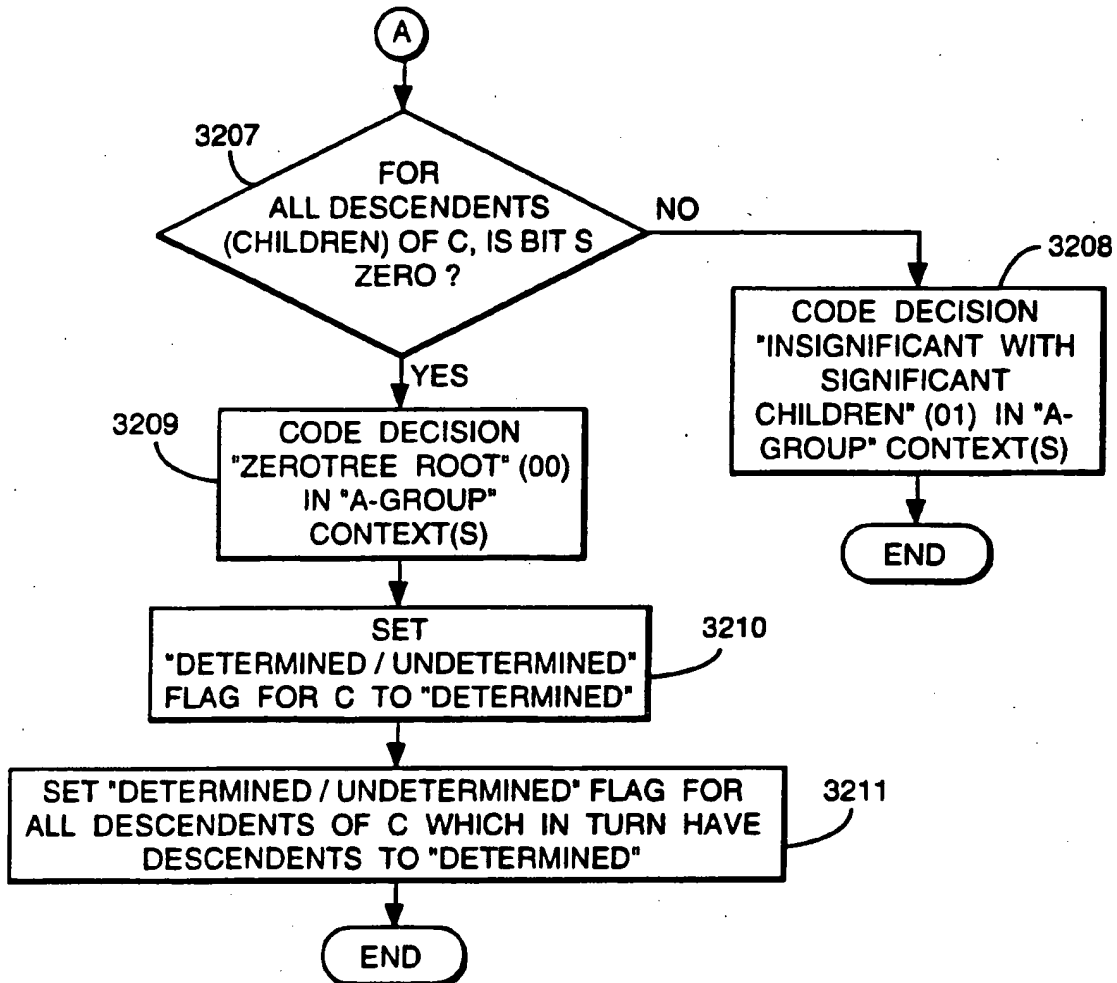 A
3207
FOR
ALL DESCENDENTS
(CHILDREN) OF C, IS BIT S
ZERO ?
NO
YES
3208
CODE DECISION
"INSIGNIFICANT WITH
SIGNIFICANT
CHILDREN" (01) IN "A-
GROUP" CONTEXT(S)
END
3209
CODE DECISION
"ZEROTREE ROOT" (00)
IN "A-GROUP"
CONTEXT(S)
SET
"DETERMINED / UNDETERMINED"
FLAG FOR C TO "DETERMINED"
3210
SET "DETERMINED / UNDETERMINED" FLAG FOR
ALL DESCENDENTS OF C WHICH IN TURN HAVE
DESCENDENTS TO "DETERMINED"
3211
END